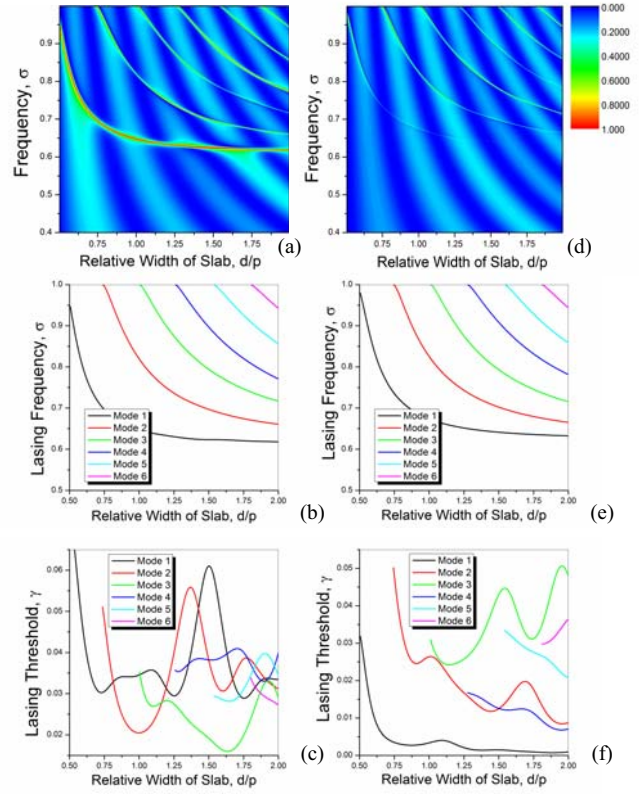 0.9
0.8
0.7
0.6
0.5
0.4
Frequency, σ
0.75 1.00 1.25 1.50 1.75
Relative Width of Slab, d/p
(a)
0.9
0.8
0.7
0.6
0.5
0.4
Frequency, σ
0.75 1.00 1.25 1.50 1.75
Relative Width of Slab, d/p
(d)
0.000
0.2000
0.4000
0.6000
0.8000
1.000
1.0
0.9
0.8
0.7
0.6
0.5
Lasing Frequency, σ
Mode 1
Mode 2
Mode 3
Mode 4
Mode 5
Mode 6
0.50 0.75 1.00 1.25 1.50 1.75 2.00
Relative Width of Slab, d/p
(b)
1.0
0.9
0.8
0.7
0.6
0.5
Lasing Frequency, σ
Mode 1
Mode 2
Mode 3
Mode 4
Mode 5
Mode 6
0.50 0.75 1.00 1.25 1.50 1.75 2.00
Relative Width of Slab, d/p
(e)
0.06
0.05
0.04
0.03
0.02
Lasing Threshold, γ
Mode 1
Mode 2
Mode 3
Mode 4
Mode 5
Mode 6
0.50 0.75 1.00 1.25 1.50 1.75 2.00
Relative Width of Slab, d/p
(c)
0.05
0.04
0.03
0.02
0.01
0.00
Lasing Threshold, γ
Mode 1
Mode 2
Mode 3
Mode 4
Mode 5
Mode 6
0.50 0.75 1.00 1.25 1.50 1.75 2.00
Relative Width of Slab, d/p
(f)